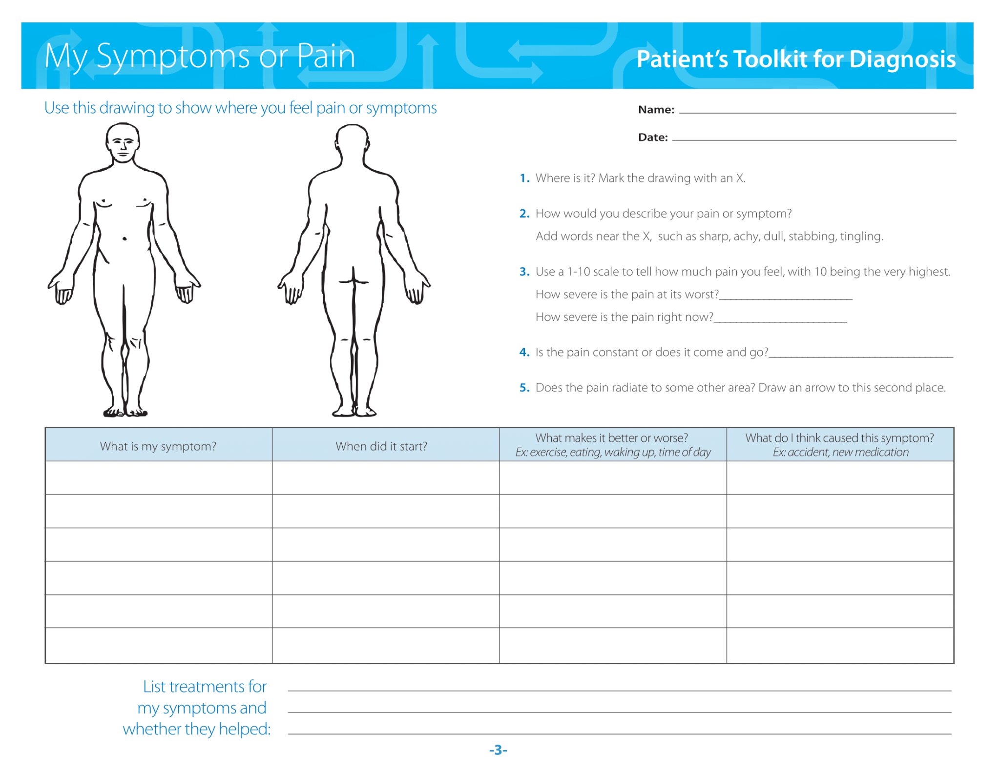 My Symptoms or Pain
Patient’s Toolkit for Diagnosis
Use this drawing to show where you feel pain or symptoms
Name:
Date:
1. Where is it? Mark the drawing with an X.
2. How would you describe your pain or symptom?
Add words near the X, such as sharp, achy, dull, stabbing, tingling.
3. Use a 1-10 scale to tell how much pain you feel, with 10 being the very highest.
How severe is the pain at its worst?
How severe is the pain right now?
4. Is the pain constant or does it come and go?
5. Does the pain radiate to some other area? Draw an arrow to this second place.
What is my symptom?
When did it start?
What makes it better or worse?
Ex: exercise, eating, waking up, time of day
What do I think caused this symptom?
Ex: accident, new medication
List treatments for
my symptoms and
whether they helped:
-3-